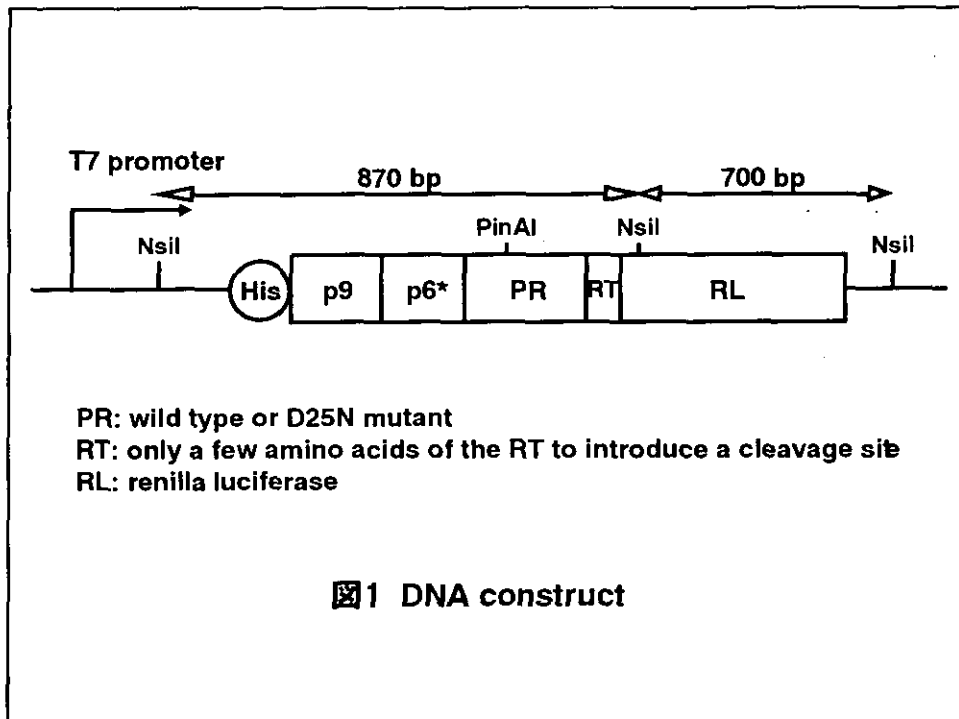 T7 promoter
870 bp
700 bp
NsiI
PinAI
NsiI
NsiI
His
p9
p6*
PR
RT
RL
PR: wild type or D25N mutant
RT: only a few amino acids of the RT to introduce a cleavage site
RL: renilla luciferase
図1 DNA construct